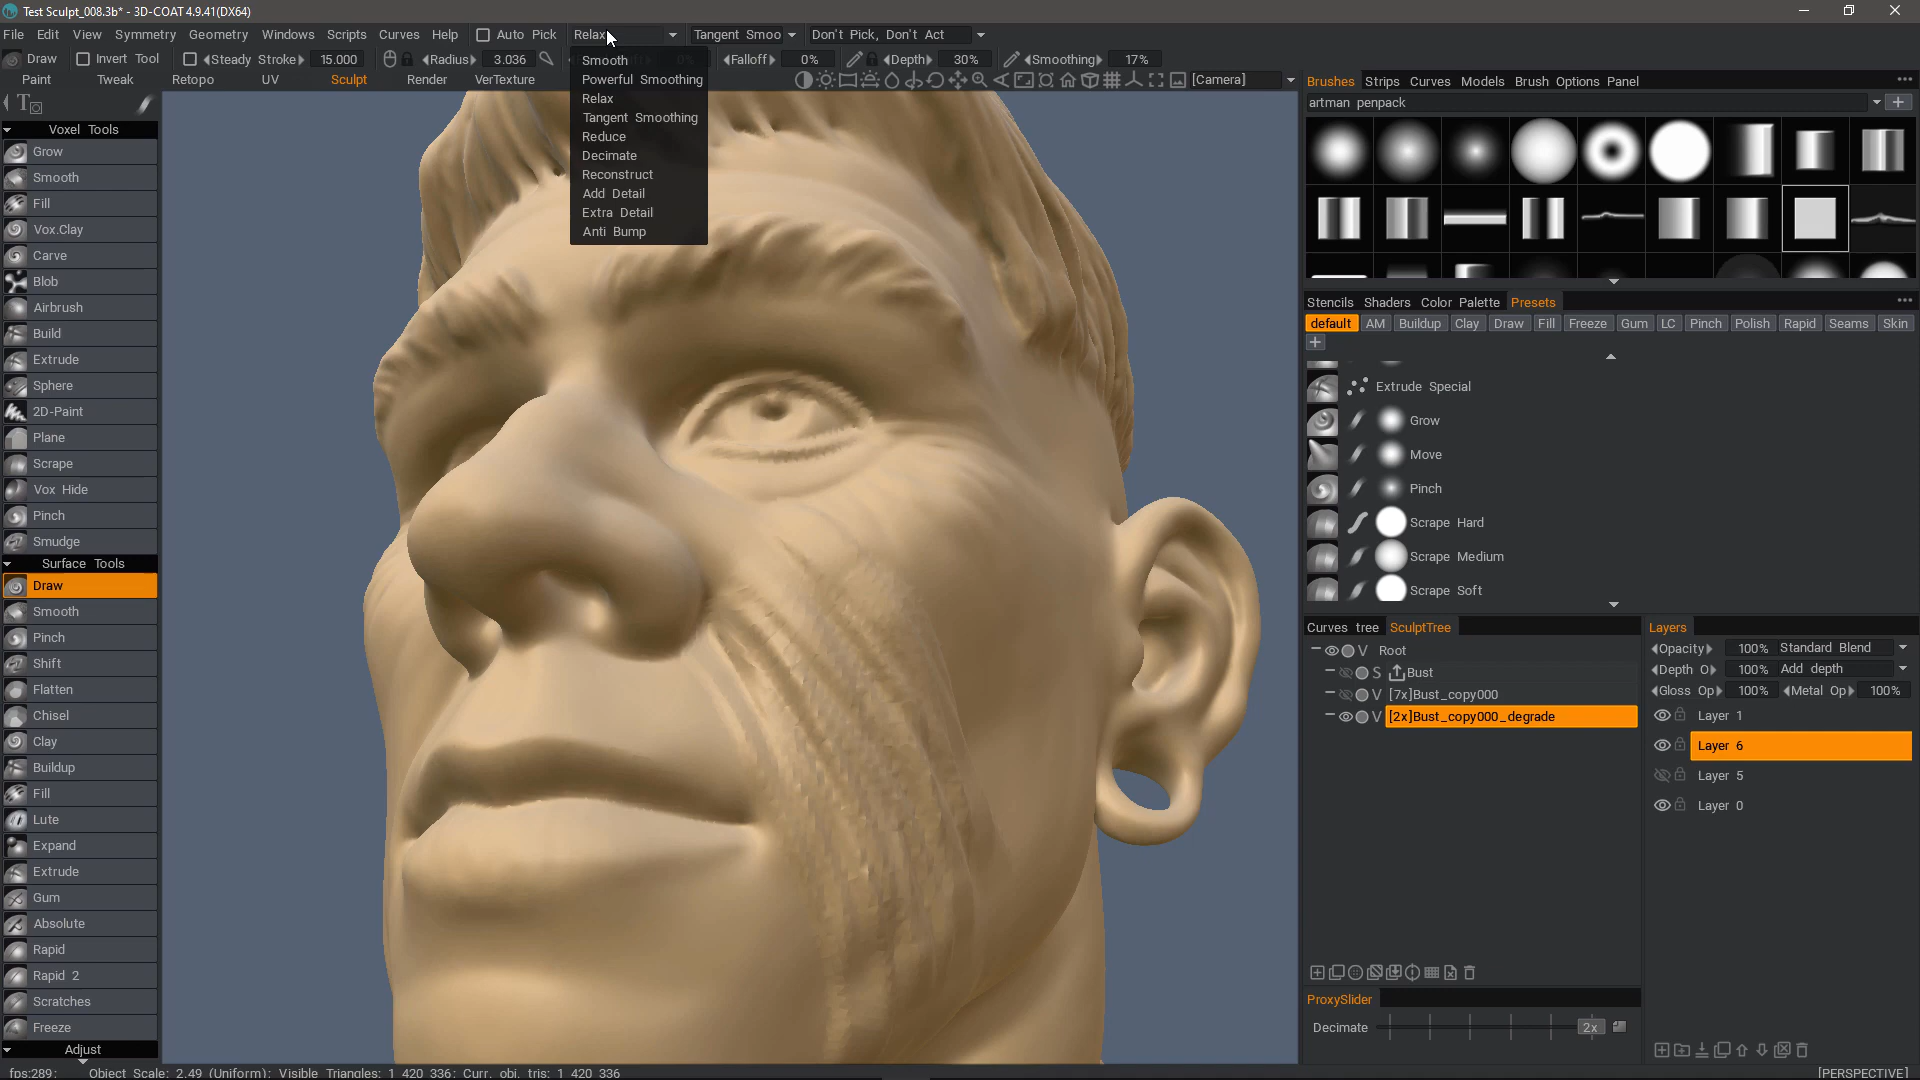 Test Sculpt_008.3b* - 3D-COAT 4.9.41(DX64)
File Edit View Symmetry Geometry Windows Scripts Curves Help Auto Pick Relax Tangent Smoo Don't Pick, Don't Act
Draw Invert Tool Steady Stroke 15.000 Radius 3.036 0% Falloff 0% Depth 30% Smoothing 17%
Paint Tweak Retopo UV Sculpt Render VerTexture [Camera]
Smooth
Powerful Smoothing
Relax
Tangent Smoothing
Reduce
Decimate
Reconstruct
Add Detail
Extra Detail
Anti Bump
Voxel Tools
Grow
Smooth
Fill
Vox.Clay
Carve
Blob
Airbrush
Build
Extrude
Sphere
2D-Paint
Plane
Scrape
Vox Hide
Pinch
Smudge
Surface Tools
Draw
Smooth
Pinch
Shift
Flatten
Chisel
Clay
Buildup
Fill
Lute
Expand
Extrude
Gum
Absolute
Rapid
Rapid 2
Scratches
Freeze
Adjust
Brushes Strips Curves Models Brush Options Panel
artman penpack
Stencils Shaders Color Palette Presets
default AM Buildup Clay Draw Fill Freeze Gum LC Pinch Polish Rapid Seams Skin
Extrude Special
Grow
Move
Pinch
Scrape Hard
Scrape Medium
Scrape Soft
Curves tree SculptTree
Root
V
S Bust
V [7x]Bust_copy000
V [2x]Bust_copy000_degrade
ProxySlider
Decimate 2x
Layers
Opacity 100% Standard Blend
Depth O 100% Add depth
Gloss Op 100% Metal Op 100%
Layer 1
Layer 6
Layer 5
Layer 0
fps:289; Object Scale: 2.49 (Uniform); Visible Triangles: 1 420 336; Curr. obj. tris: 1 420 336 [PERSPECTIVE]